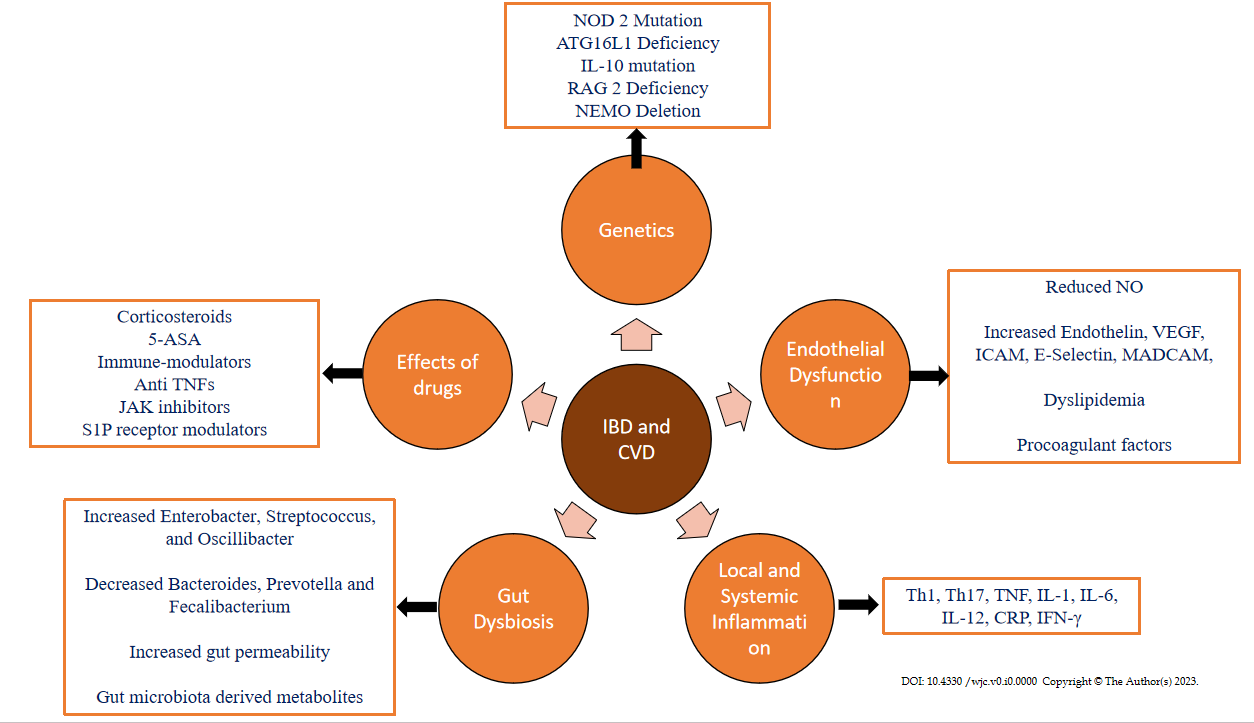 NOD 2 Mutation
ATG16L1 Deficiency
IL-10 mutation
RAG 2 Deficiency
NEMO Deletion
Genetics
Corticosteroids
5-ASA
Immune-modulators
Anti TNFs
JAK inhibitors
S1P receptor modulators
Effects of
drugs
IBD and
CVD
Endothelial
Dysfunctio
n
Reduced NO
Increased Endothelin, VEGF,
ICAM, E-Selectin, MADCAM,
Dyslipidemia
Procoagulant factors
Increased Enterobacter, Streptococcus,
and Oscillibacter
Decreased Bacteroides, Prevotella and
Fecalibacterium
Increased gut permeability
Gut microbiota derived metabolites
Gut
Dysbiosis
Local and
Systemic
Inflammati
on
Th1, Th17, TNF, IL-1, IL-6,
IL-12, CRP, IFN-γ
DOI: 10.4330 /wjc.v0.i0.0000 Copyright © The Author(s) 2023.